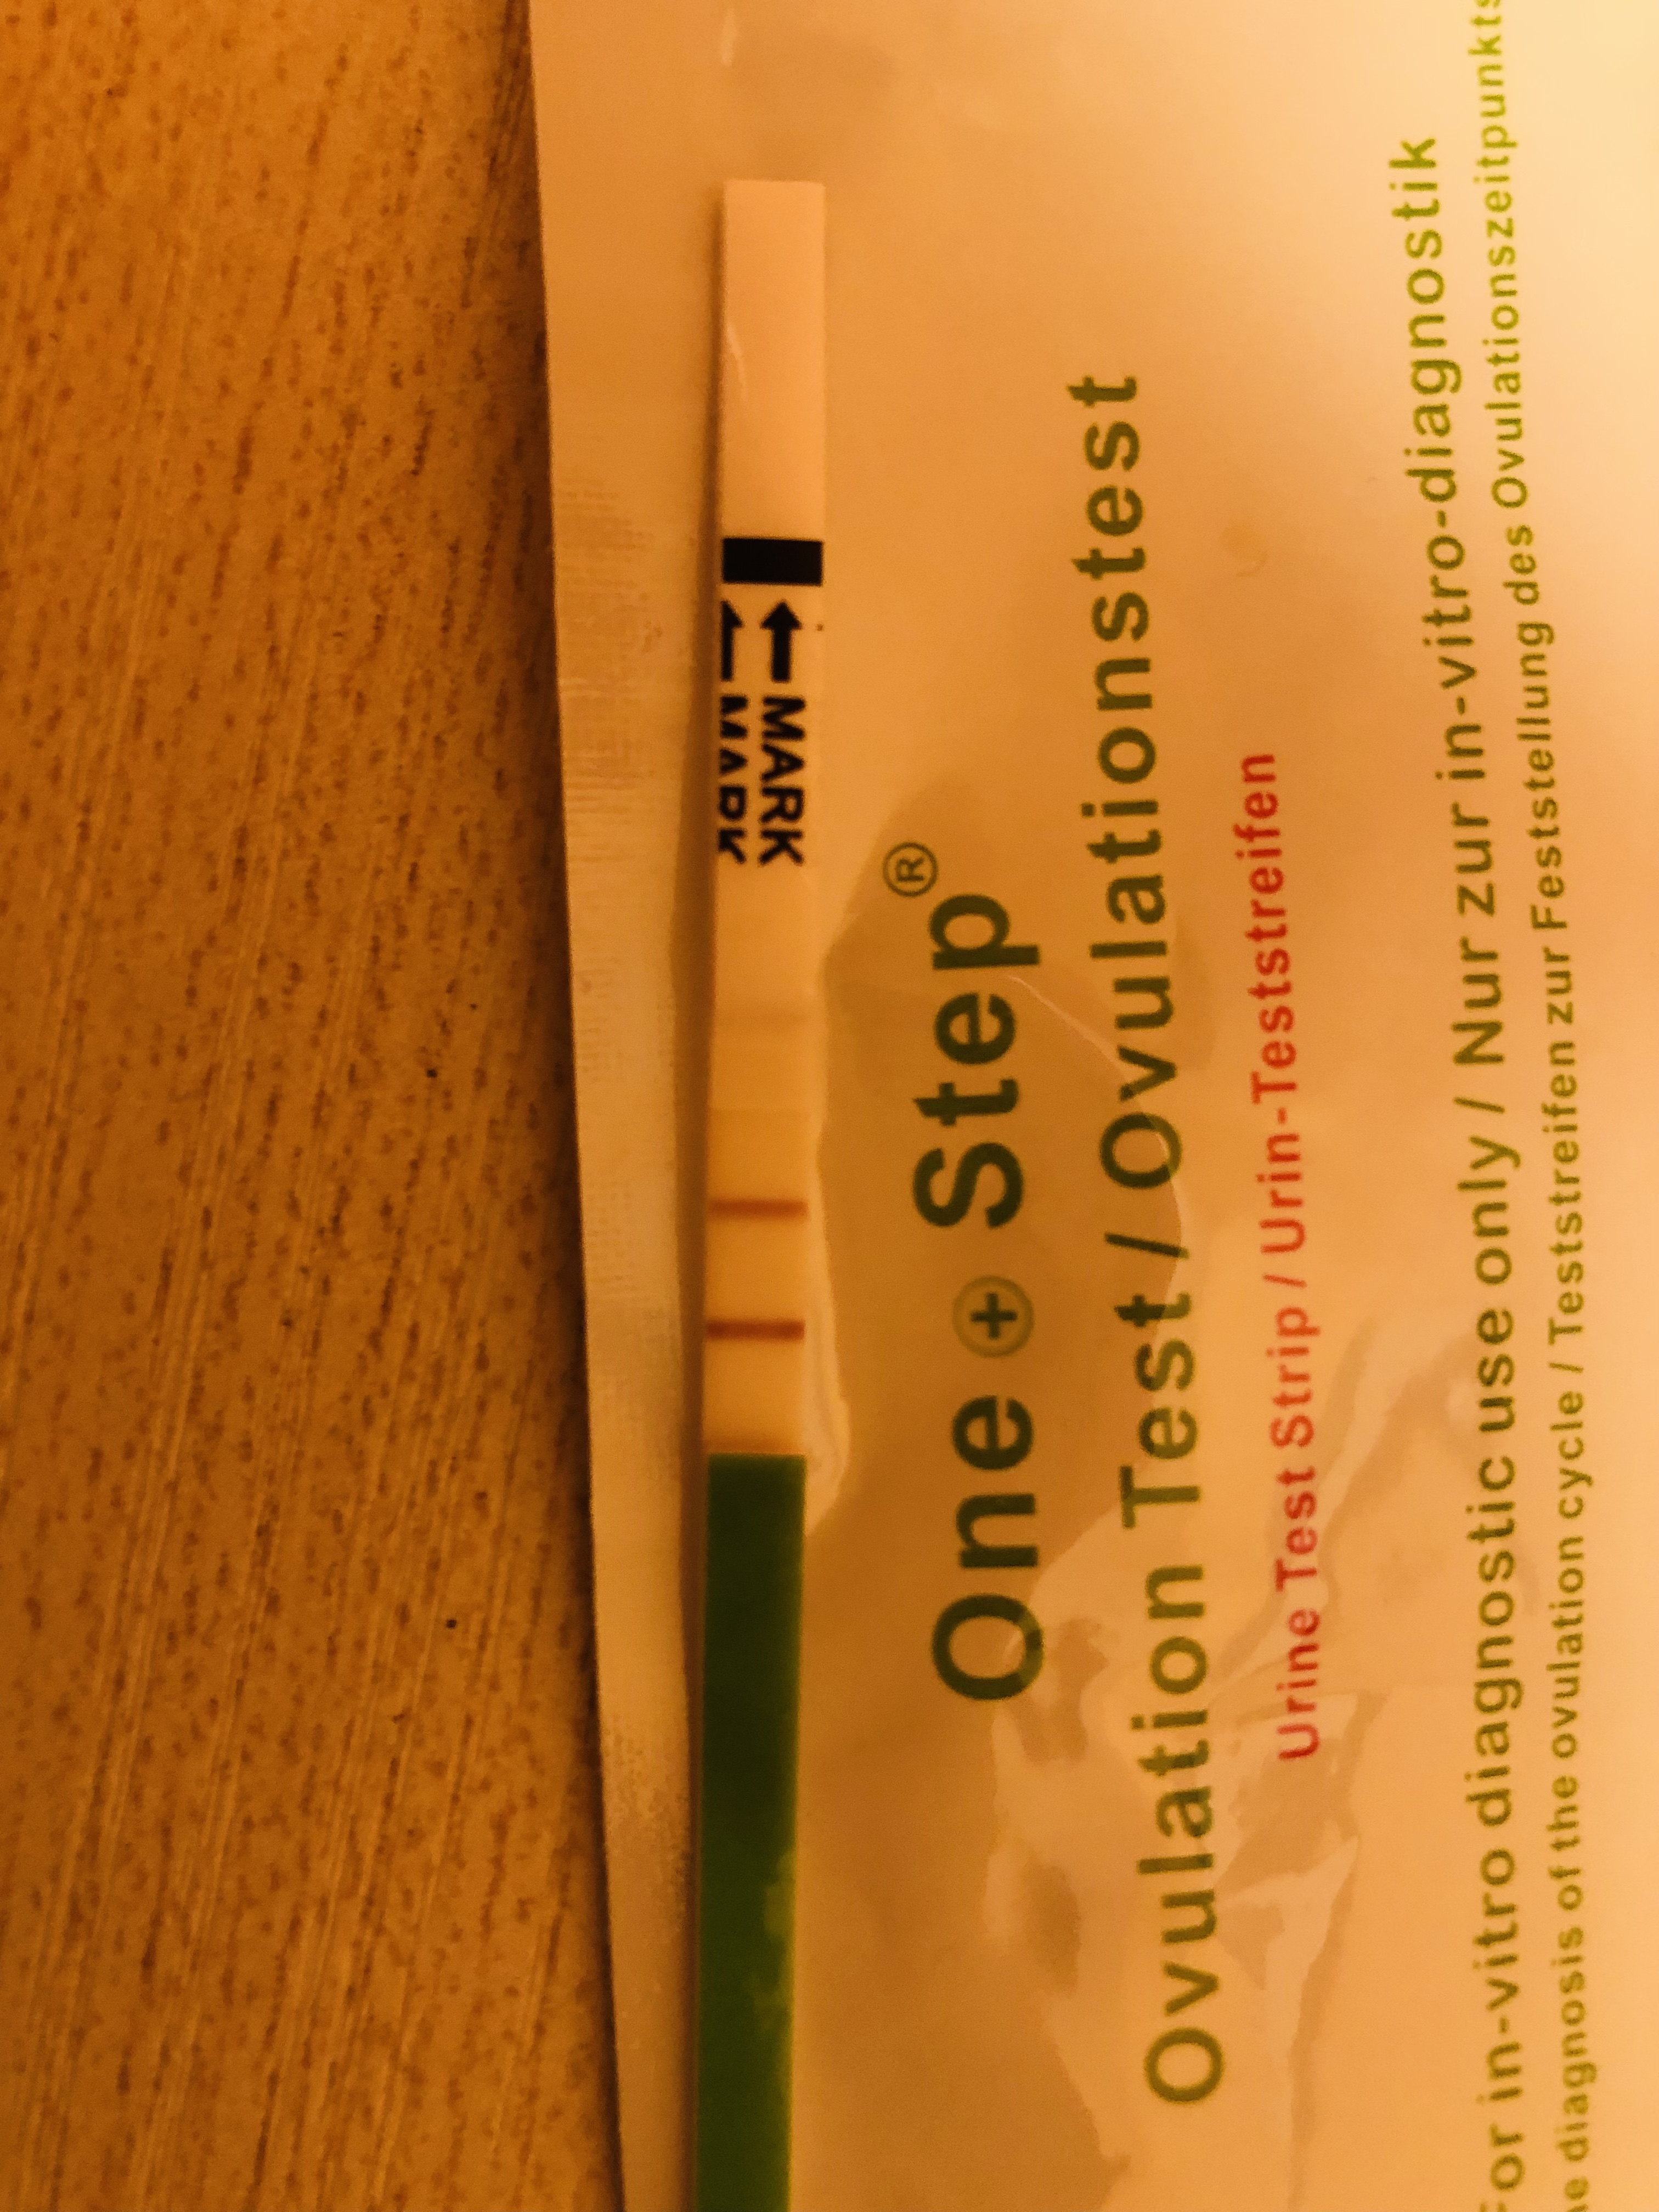 MARK
MARK
One + Step®
Ovulation Test / Ovulationstest
Urine Test Strip / Urin-Teststreifen
For in-vitro diagnostic use only / Nur zur in-vitro-diagnostik
diagnosis of the ovulation cycle / Teststreifen zur Feststellung des Ovulationszeitpunkts